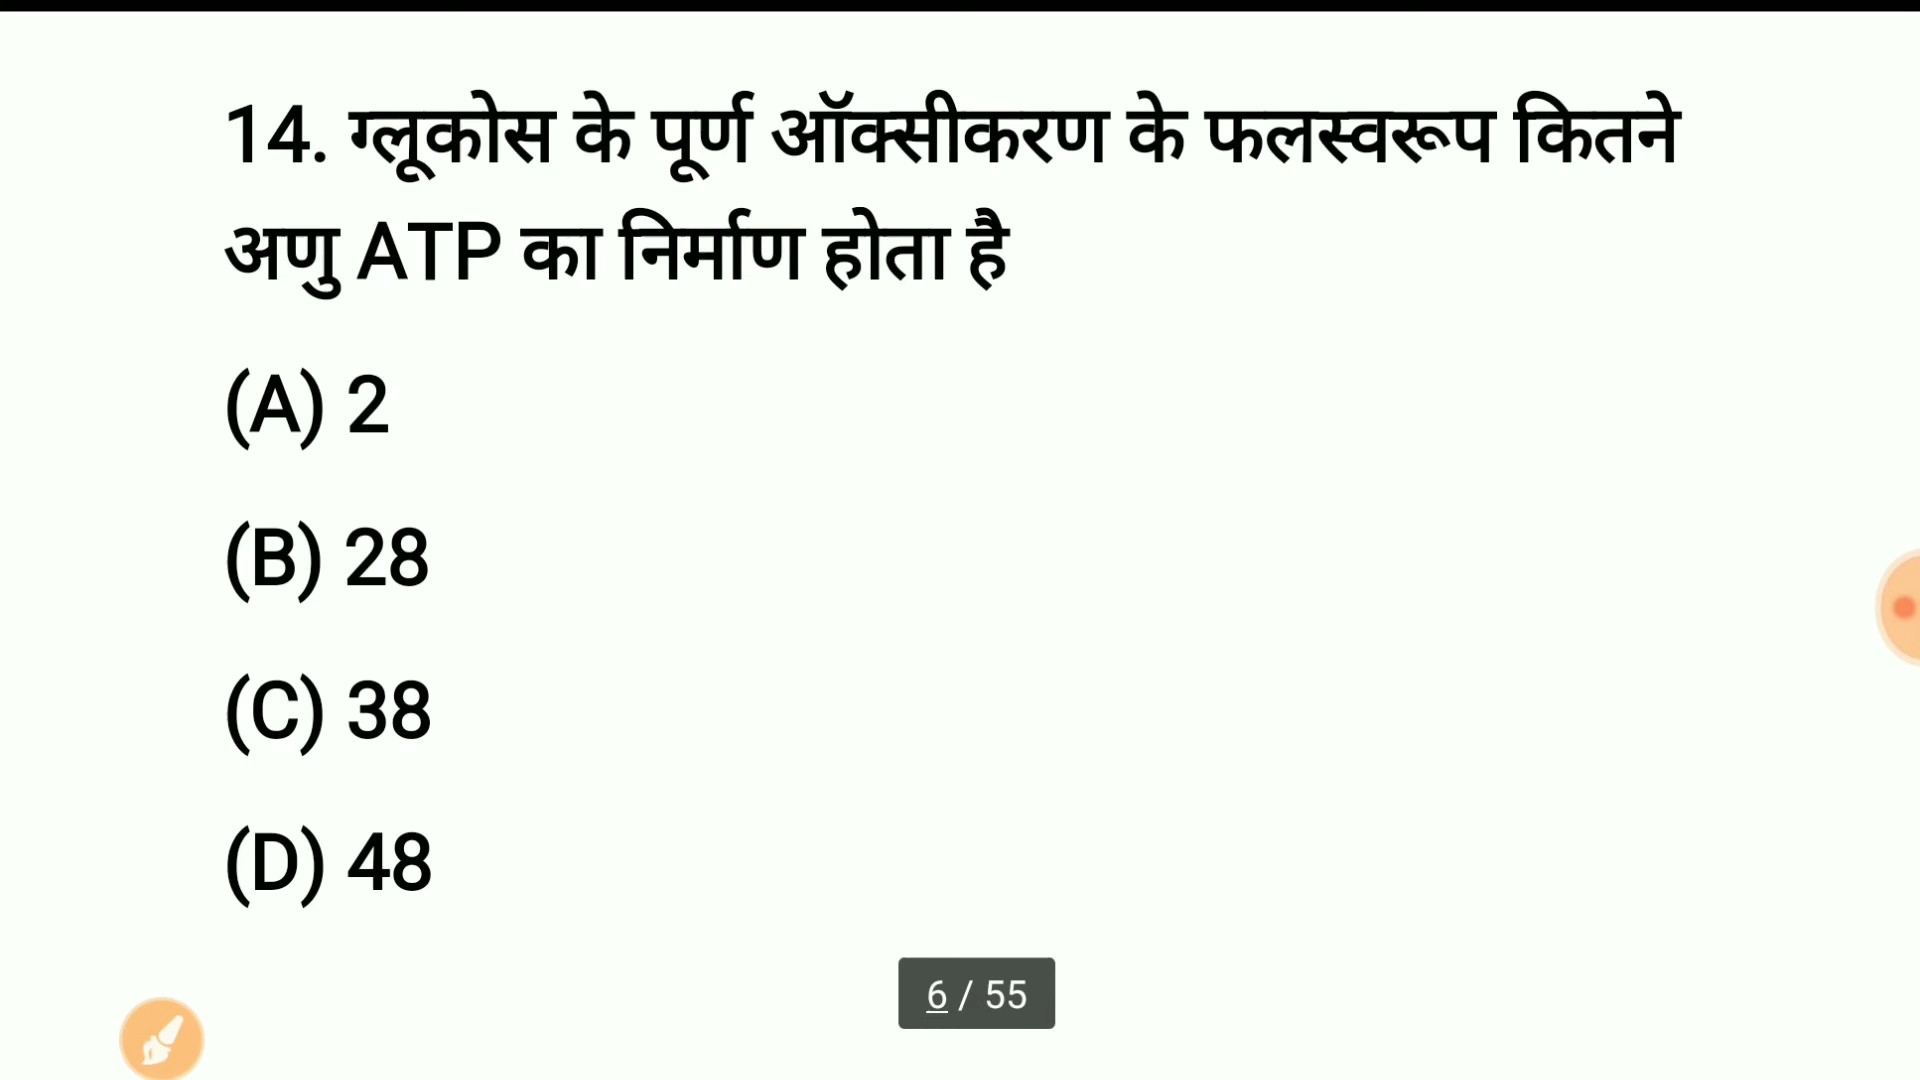 14. ग्लूकोस के पूर्ण ऑक्सीकरण के फलस्वरूप कितने
अणु ATP का निर्माण होता है
(A) 2
(B) 28
(C) 38
(D) 48
6 / 55